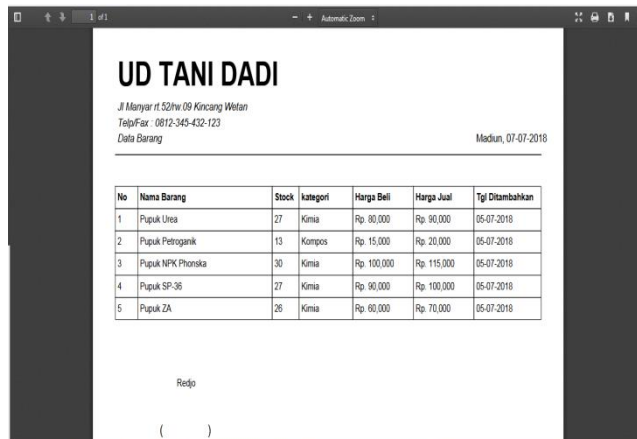 1 of 1
Automatic Zoom
UD TANI DADI
Jl Manyar rt.52/rw.09 Kincang Wetan
Telp/Fax : 0812-345-432-123
Data Barang Madiun, 07-07-2018
No Nama Barang Stock kategori Harga Beli Harga Jual Tgl Ditambahkan
1 Pupuk Urea 27 Kimia Rp. 80,000 Rp. 90,000 05-07-2018
2 Pupuk Petroganik 13 Kompos Rp. 15,000 Rp. 20,000 05-07-2018
3 Pupuk NPK Phonska 30 Kimia Rp. 100,000 Rp. 115,000 05-07-2018
4 Pupuk SP-36 27 Kimia Rp. 90,000 Rp. 100,000 05-07-2018
5 Pupuk ZA 26 Kimia Rp. 60,000 Rp. 70,000 05-07-2018
Redjo
( )